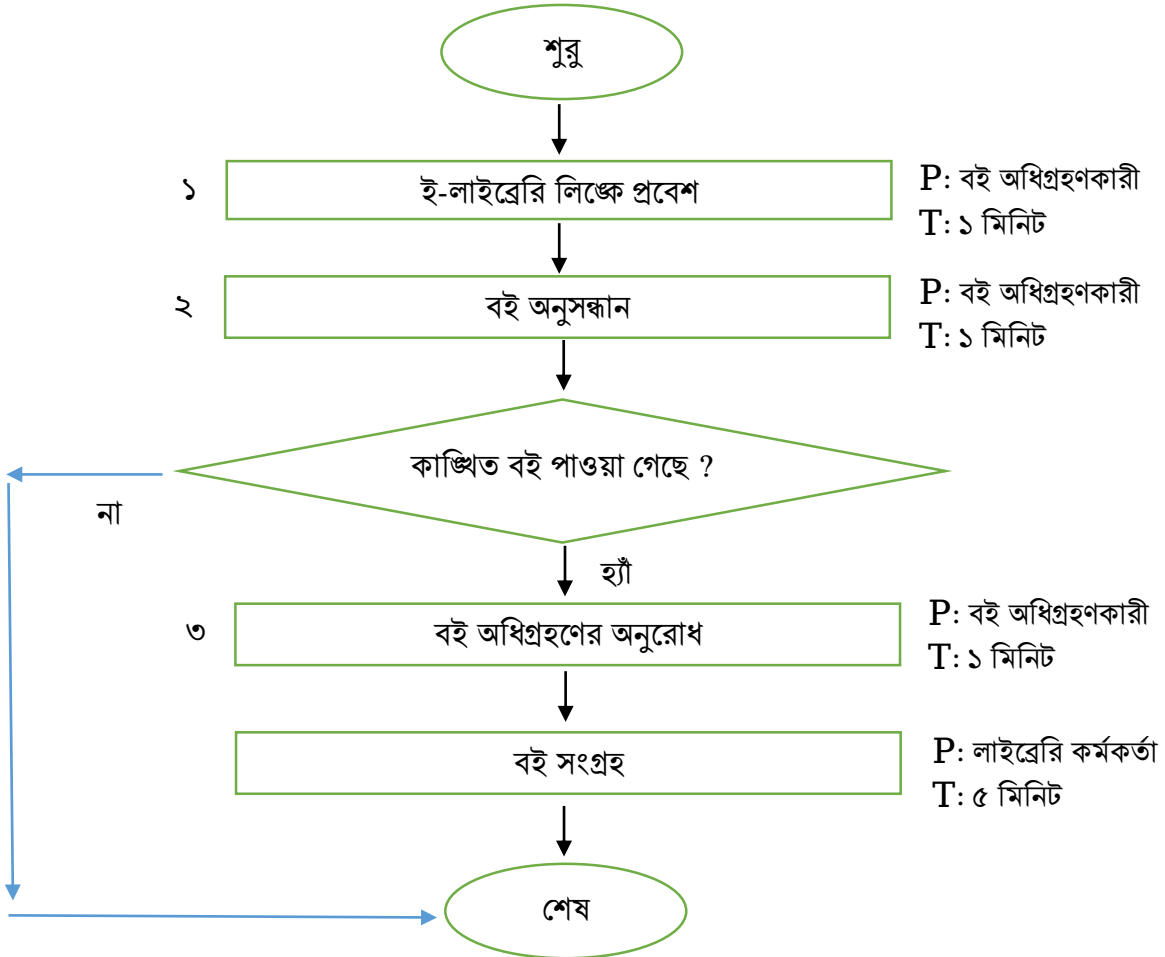 শুরু
১
ই-লাইব্রেরি লিঙ্কে প্রবেশ
P: বই অধিগ্রহণকারী
T: ১ মিনিট
২
বই অনুসন্ধান
P: বই অধিগ্রহণকারী
T: ১ মিনিট
কাঙ্খিত বই পাওয়া গেছে ?
না
হ্যাঁ
৩
বই অধিগ্রহণের অনুরোধ
P: বই অধিগ্রহণকারী
T: ১ মিনিট
বই সংগ্রহ
P: লাইব্রেরি কর্মকর্তা
T: ৫ মিনিট
শেষ